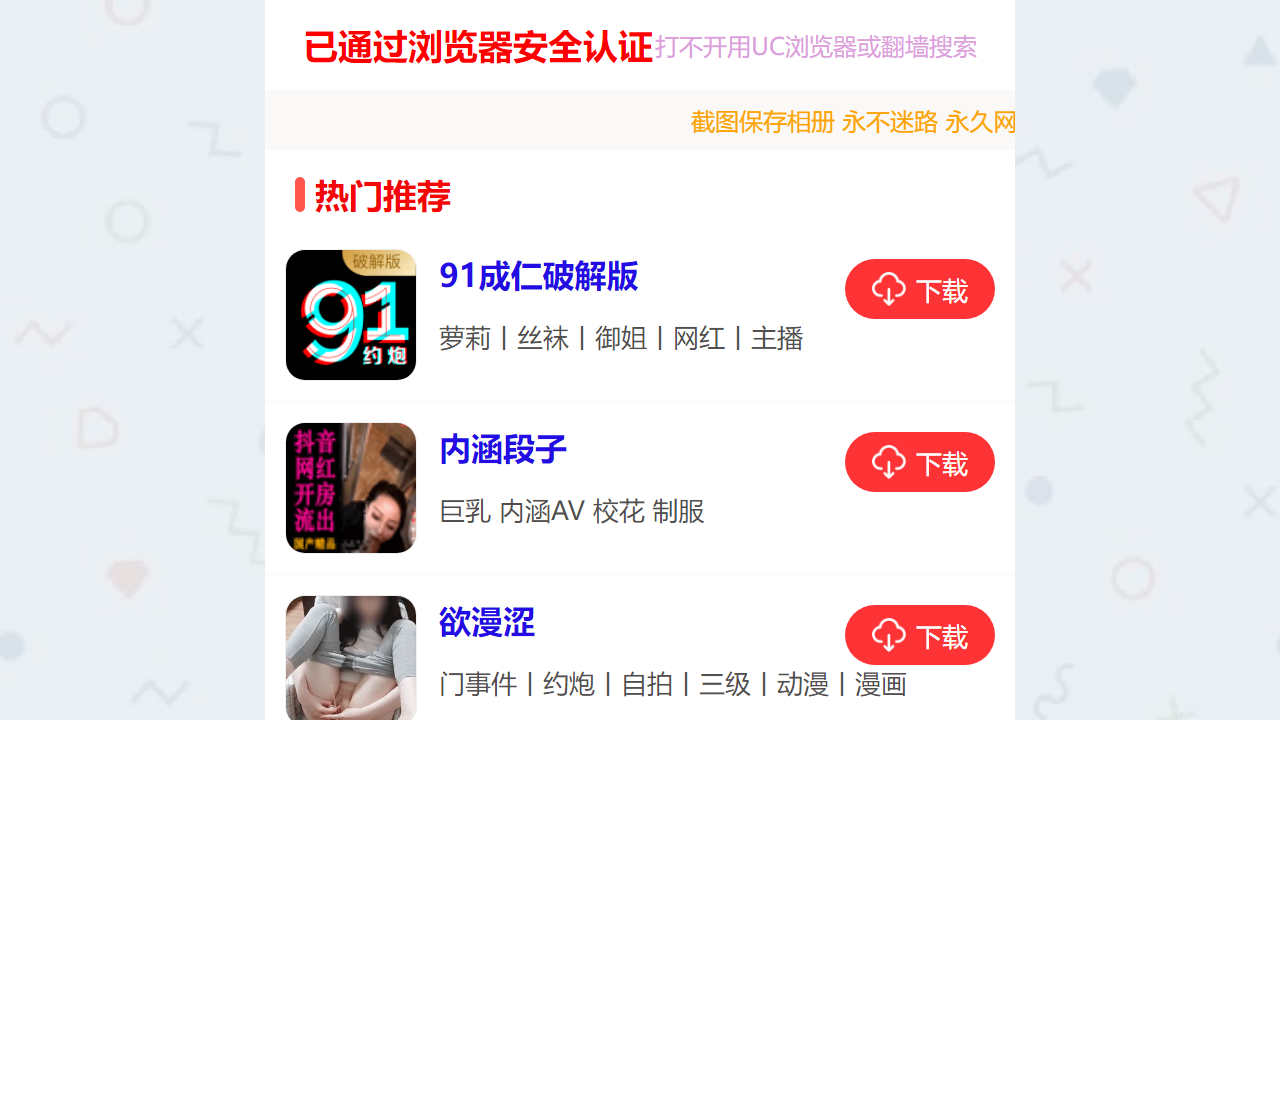 已通过浏览器安全认证打不开用UC浏览器或翻墙搜索
截图保存相册 永不迷路 永久网
热门推荐
破解版
91
约炮
91成仁破解版
萝莉丨丝袜丨御姐丨网红丨主播
下载
抖音
网红
开房
流出
国产精品
内涵段子
巨乳 内涵AV 校花 制服
下载
欲漫涩
门事件丨约炮丨自拍丨三级丨动漫丨漫画
下载